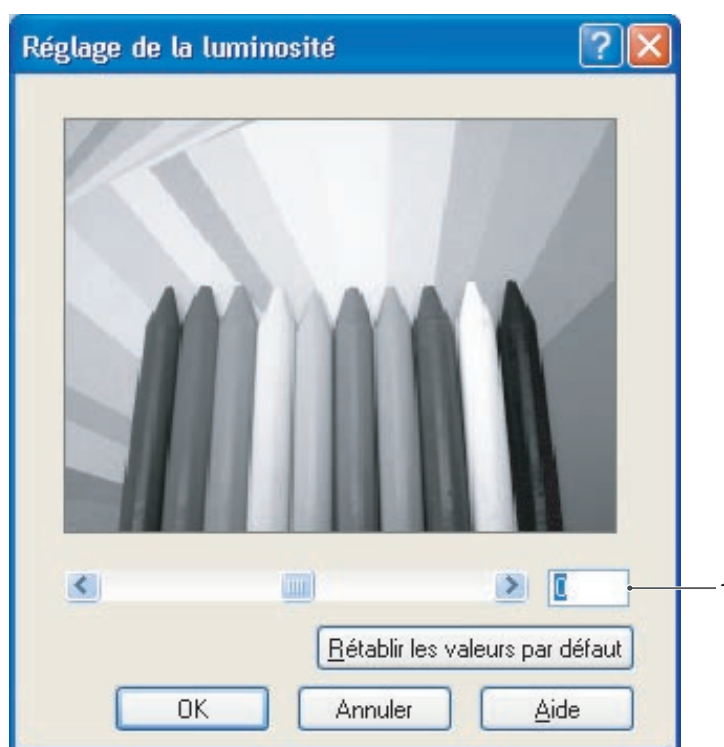 Réglage de la luminosité
0
Rétablir les valeurs par défaut
OK Annuler Aide